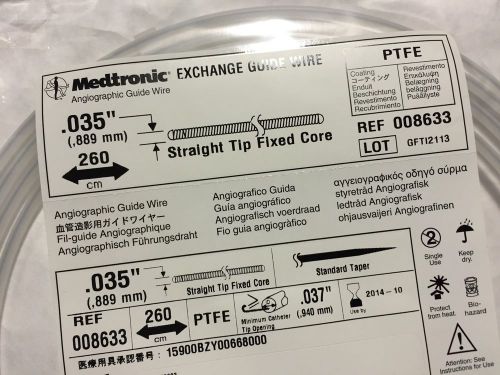 Medtronic® EXCHANGE GUIDE WIRE
Angiographic Guide Wire
PTFE
Coating
コーティング
Enduit
Beschichtung
Revestimento
Recubrimiento
Revestimento
Επικάλυψη
Belægning
beläggning
belegg
Puäällyste
.035"
(.889 mm)
260
cm
Straight Tip Fixed Core
REF 008633
LOT GFTI2113
Angiographic Guide Wire
血管造影用ガイドワイヤー
Fil-guide Angiographique
Angiographisch Führungsdraht
Angiografico Guida
Guía angiográfico
Angiografisch voerdraad
Fio guia angiográfico
αγγειογραφικός οδηγό σύρμα
styretråd Angiografisk
ledtråd Angiografisk
ohjausvaijeri Angiografinen
.035"
(.889 mm)
Straight Tip Fixed Core
Standard Taper
REF
008633
260
cm
PTFE
Minimum Catheter
Tip Opening
.037"
(.940 mm)
Use by
2014-10
医療用具承認番号：15900BZY00668000
2
Single
Use
Keep
dry.
Protect
from heat.
Bio-
hazard
Attention!
See
Instructions for Use